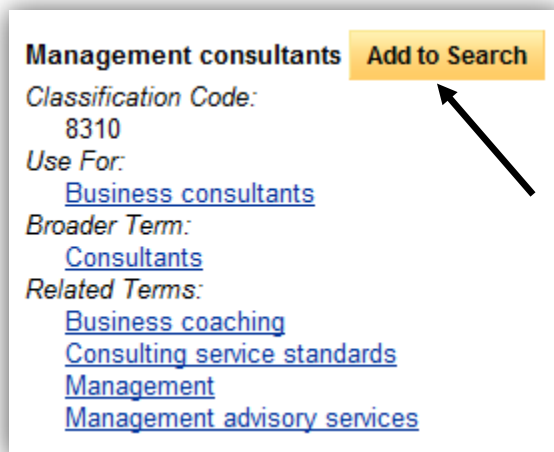 Management consultants Add to Search
Classification Code:
8310
Use For:
Business consultants
Broader Term:
Consultants
Related Terms:
Business coaching
Consulting service standards
Management
Management advisory services